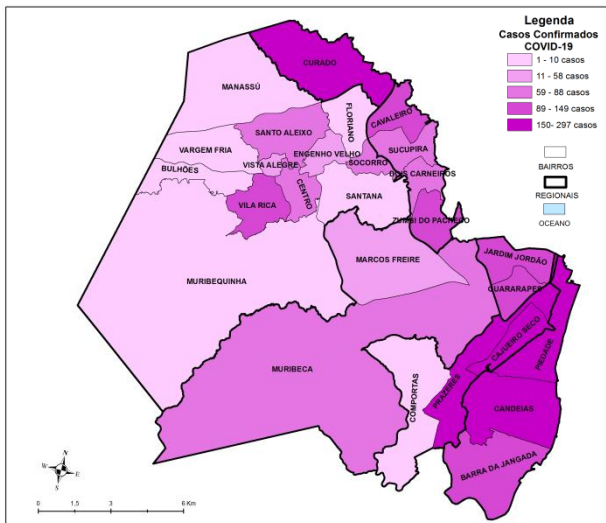 Legenda
Casos Confirmados
COVID-19
1 - 10 casos
11 - 58 casos
59 - 88 casos
89 - 149 casos
150- 297 casos
BAIRROS
REGIONAIS
OCEANO
CURADO
MANASSÚ
FLORIANO
CAVALEIRO
SANTO ALEIXO
VARGEM FRIA
ENGENHO VELHO
SUCUPIRA
BULHÕES
VISTA ALEGRE
SOCORRO
DOIS CARNEIROS
CENTRO
VILA RICA
SANTANA
ZUMBI DO PACHECO
MARCOS FREIRE
JARDIM JORDÃO
MURIBEQUINHA
GUARARAPES
CAJUEIRO SECO
PIEDADE
MURIBECA
COMPORTAS
PRAZERES
CANDEIAS
BARRA DA JANGADA
N
W
E
S
0 1,5 3 6 Km